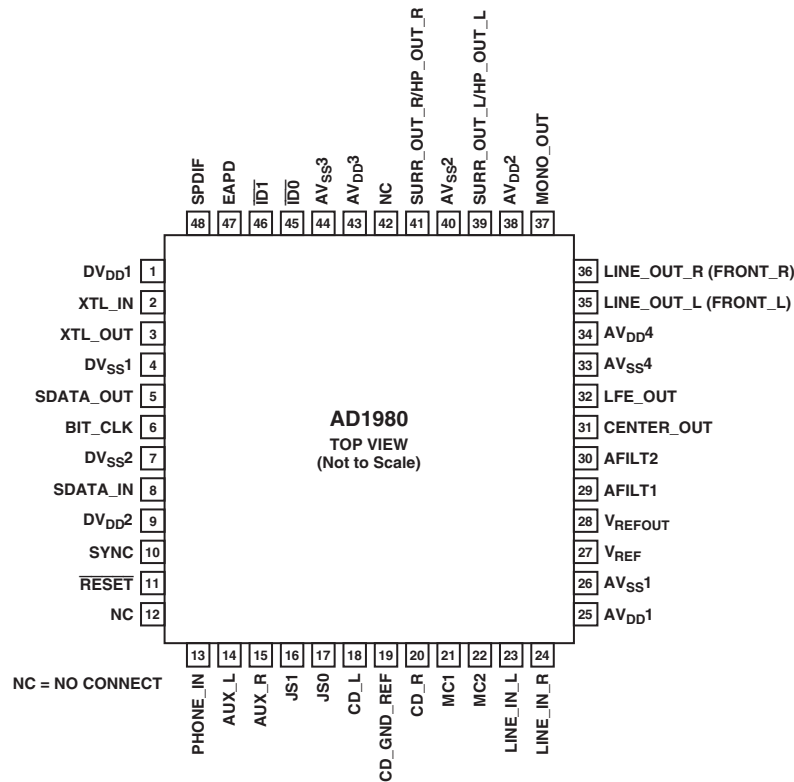 SPDIF
EAPD
ID1
ID0
AVSS3
AVDD3
NC
SURR_OUT_R/HP_OUT_R
AVSS2
SURR_OUT_L/HP_OUT_L
AVDD2
MONO_OUT
48 47 46 45 44 43 42 41 40 39 38 37
DVDD1 1
XTL_IN 2
XTL_OUT 3
DVSS1 4
SDATA_OUT 5
BIT_CLK 6
DVSS2 7
SDATA_IN 8
DVDD2 9
SYNC 10
RESET 11
NC 12
AD1980
TOP VIEW
(Not to Scale)
36 LINE_OUT_R (FRONT_R)
35 LINE_OUT_L (FRONT_L)
34 AVDD4
33 AVSS4
32 LFE_OUT
31 CENTER_OUT
30 AFILT2
29 AFILT1
28 VREFOUT
27 VREF
26 AVSS1
25 AVDD1
13 14 15 16 17 18 19 20 21 22 23 24
PHONE_IN
AUX_L
AUX_R
JS1
JS0
CD_L
CD_GND_REF
CD_R
MC1
MC2
LINE_IN_L
LINE_IN_R
NC = NO CONNECT